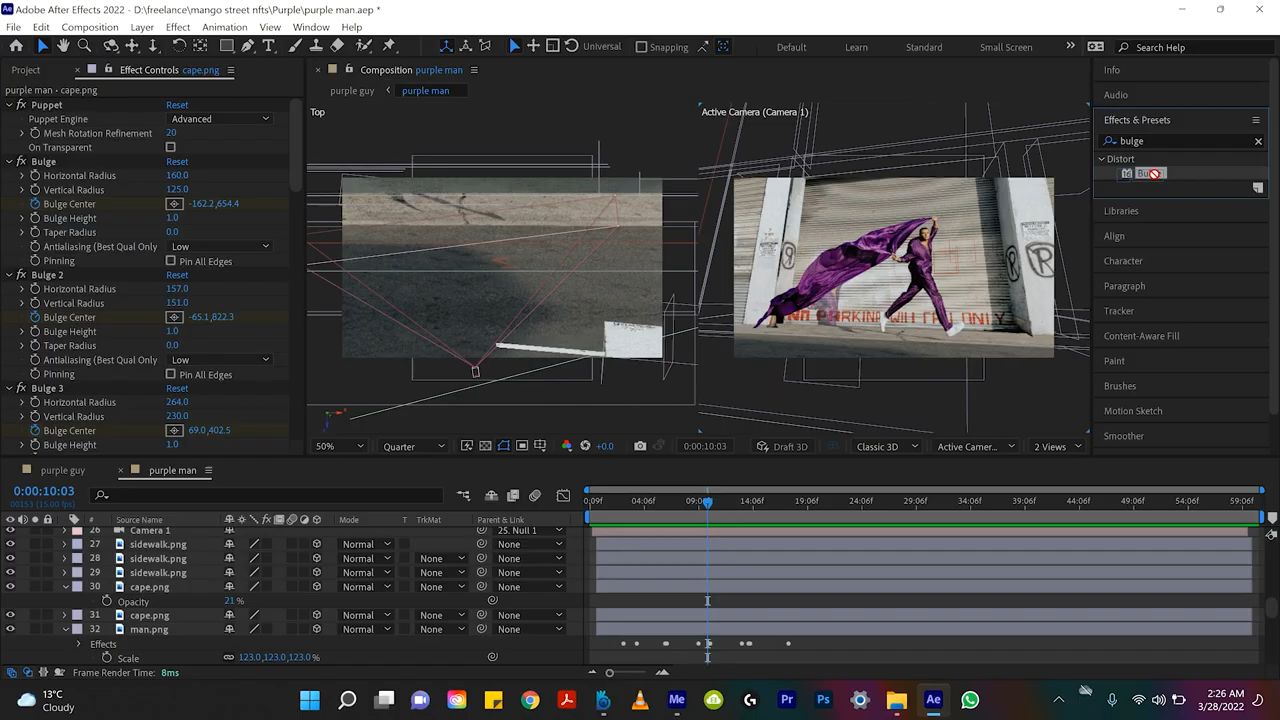 Adobe After Effects 2022 - D:\freelance\mango street nfts\Purple\purple man.aep *
File Edit Composition Layer Effect Animation View Window Help
Universal Snapping Default Learn Standard Small Screen Search Help
Project Effect Controls cape.png Composition purple man Info
purple man • cape.png purple guy purple man Audio
Puppet Reset
Puppet Engine Advanced
Mesh Rotation Refinement 20
On Transparent
Bulge Reset
Horizontal Radius 160.0
Vertical Radius 125.0
Bulge Center -162.2,654.4
Bulge Height 1.0
Taper Radius 0.0
Antialiasing (Best Qual Only Low
Pinning Pin All Edges
Bulge 2 Reset
Horizontal Radius 157.0
Vertical Radius 151.0
Bulge Center -65.1,822.3
Bulge Height 1.0
Taper Radius 0.0
Antialiasing (Best Qual Only Low
Pinning Pin All Edges
Bulge 3 Reset
Horizontal Radius 264.0
Vertical Radius 230.0
Bulge Center 69.0,402.5
Bulge Height 1.0
Top
Active Camera (Camera 1)
50% Quarter +0.0 0:00:10:03 Draft 3D Classic 3D Active Camer... 2 Views
Effects & Presets
bulge
Distort
Libraries
Align
Character
Paragraph
Tracker
Content-Aware Fill
Paint
Brushes
Motion Sketch
Smoother
purple guy purple man
0:00:10:03
00153 (15.00 fps)
0:09f 04:06f 09:06f 14:06f 19:06f 24:06f 29:06f 34:06f 39:06f 44:06f 49:06f 54:06f 59:06f
# Source Name Mode T TrkMat Parent & Link
26 Camera 1 25. Null 1
27 sidewalk.png Normal None
28 sidewalk.png Normal None None
29 sidewalk.png Normal None None
30 cape.png Normal None None
Opacity 21 %
31 cape.png Normal None None
32 man.png Normal None None
Effects
Scale 123.0,123.0,123.0 %
Frame Render Time: 8ms
13°C
Cloudy
2:26 AM
3/28/2022